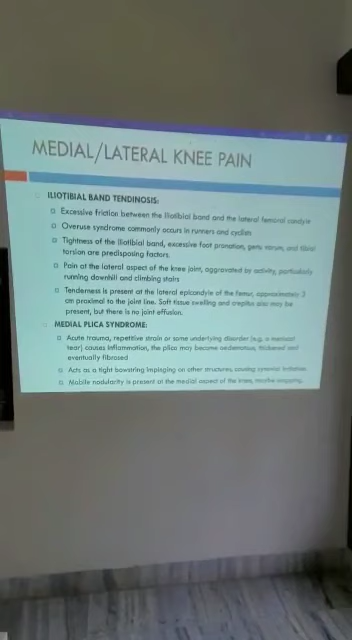 MEDIAL/LATERAL KNEE PAIN
ILIOTIBIAL BAND TENDINOSIS:
Excessive friction between the iliotibial band and the lateral femoral condyle
Overuse syndrome commonly occurs in runners and cyclists
Tightness of the iliotibial band, excessive foot pronation, genu varum, and tibial
torsion are predisposing factors.
Pain at the lateral aspect of the knee joint, aggravated by activity, particularly
running downhill and climbing stairs
Tenderness is present at the lateral epicondyle of the femur, approximately 3
cm proximal to the joint line. Soft tissue swelling and crepitus also may be
present, but there is no joint effusion.
MEDIAL PLICA SYNDROME:
Acute trauma, repetitive strain or some underlying disorder (e.g. a meniscal
tear) causes inflammation, the plica may become oedematous, thickened and
eventually fibrosed
Acts as a tight bowstring impinging on other structures, causing synovial irritation
Mobile nodularity is present at the medial aspect of the knee,